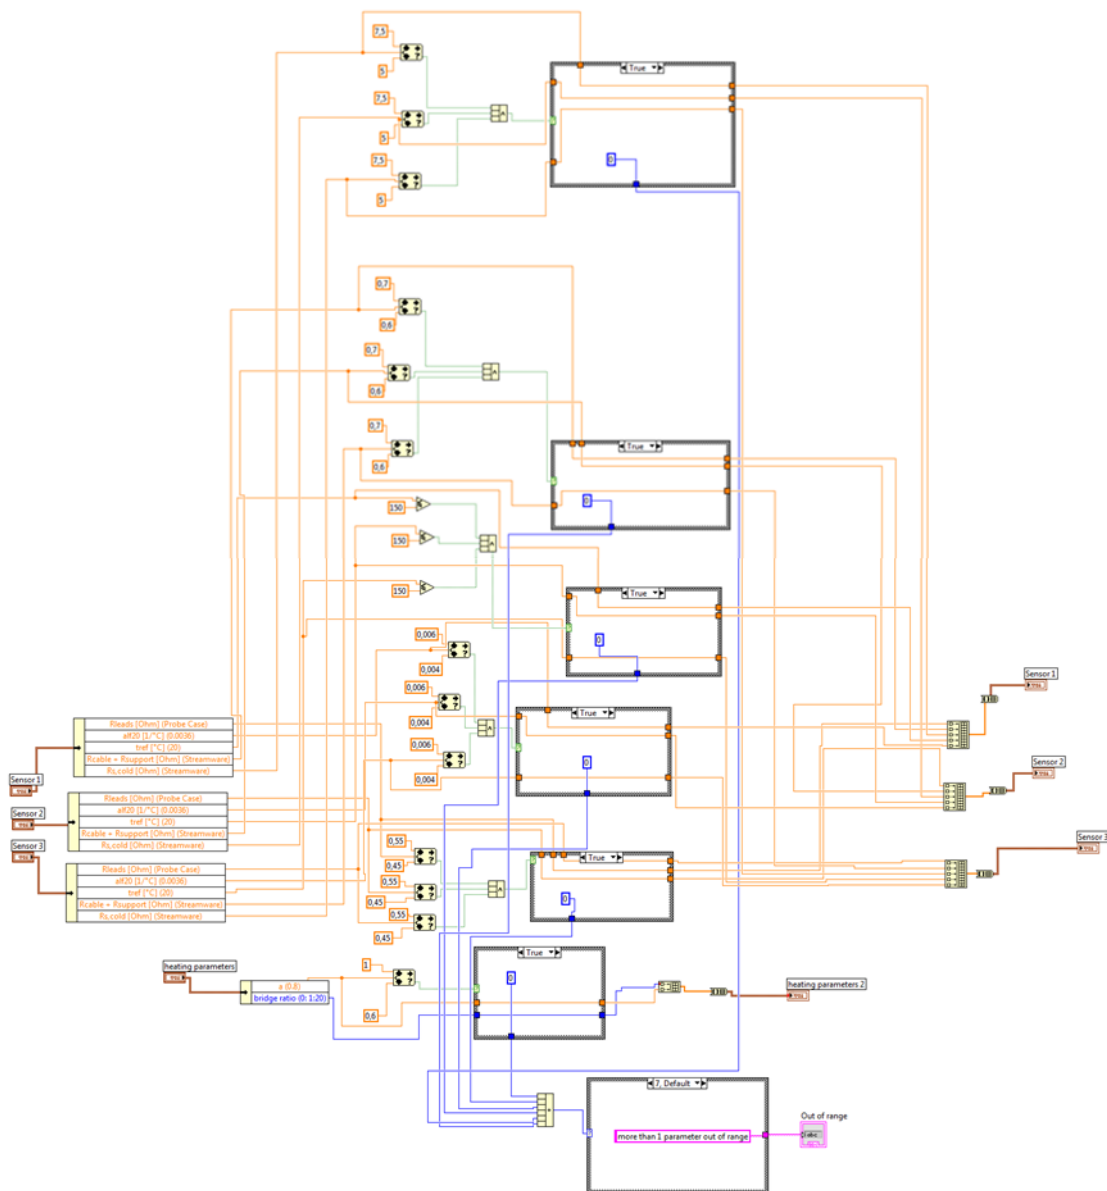 7,5
True
5
7,5
5
0
7,5
5
0,7
0,6
0,7
0,6
0,7
True
0,6
0
150
150
150
True
0,006
0
0,004
Sensor 1
0,006
True
0,004
Rleads [Ohm] (Probe Case)
alf20 [1/°C] (0.0036)
tref [°C] (20)
Rcable + Rsupport [Ohm] (Streamware)
Rs,cold [Ohm] (Streamware)
0,006
0
0,004
Sensor 2
Sensor 1
Sensor 2
Rleads [Ohm] (Probe Case)
alf20 [1/°C] (0.0036)
tref [°C] (20)
Rcable + Rsupport [Ohm] (Streamware)
Rs,cold [Ohm] (Streamware)
Sensor 3
Sensor 3
0,55
True
0,45
Rleads [Ohm] (Probe Case)
alf20 [1/°C] (0.0036)
tref [°C] (20)
Rcable + Rsupport [Ohm] (Streamware)
Rs,cold [Ohm] (Streamware)
0,55
0,45
0
0,55
0,45
True
heating parameters
1
0
a (0.8)
bridge ratio (0: 1:20)
heating parameters 2
0,6
7, Default
Out of range
more than 1 parameter out of range
abc